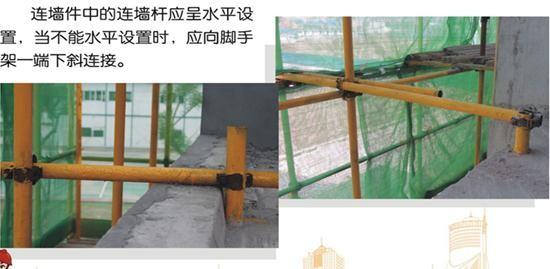 连墙件中的连墙杆应呈水平设
置，当不能水平设置时，应向脚手
架一端下斜连接。